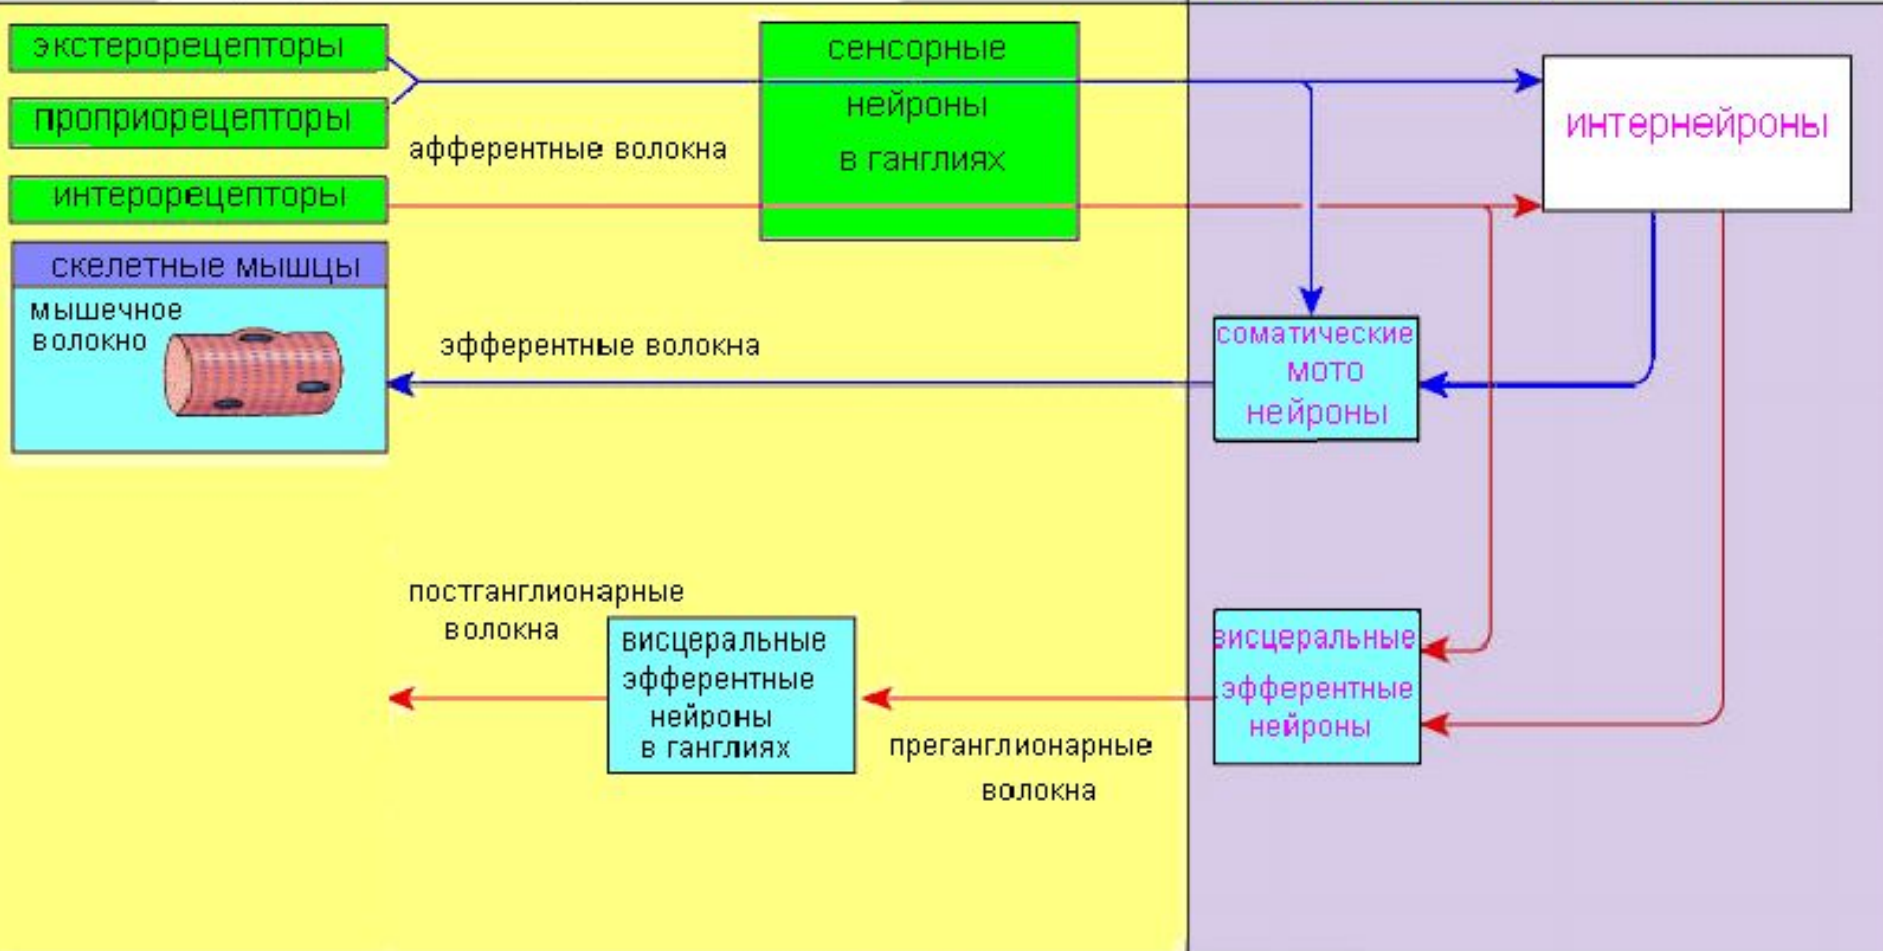 экстерорецепторы
проприорецепторы
афферентные волокна
интерорецепторы
сенсорные
нейроны
в ганглиях
интернейроны
скелетные мышцы
мышечное
волокно
эфферентные волокна
соматические
мото
нейроны
постганглионарные
волокна
висцеральные
эфферентные
нейроны
в ганглиях
преганглионарные
волокна
висцеральные
эфферентные
нейроны